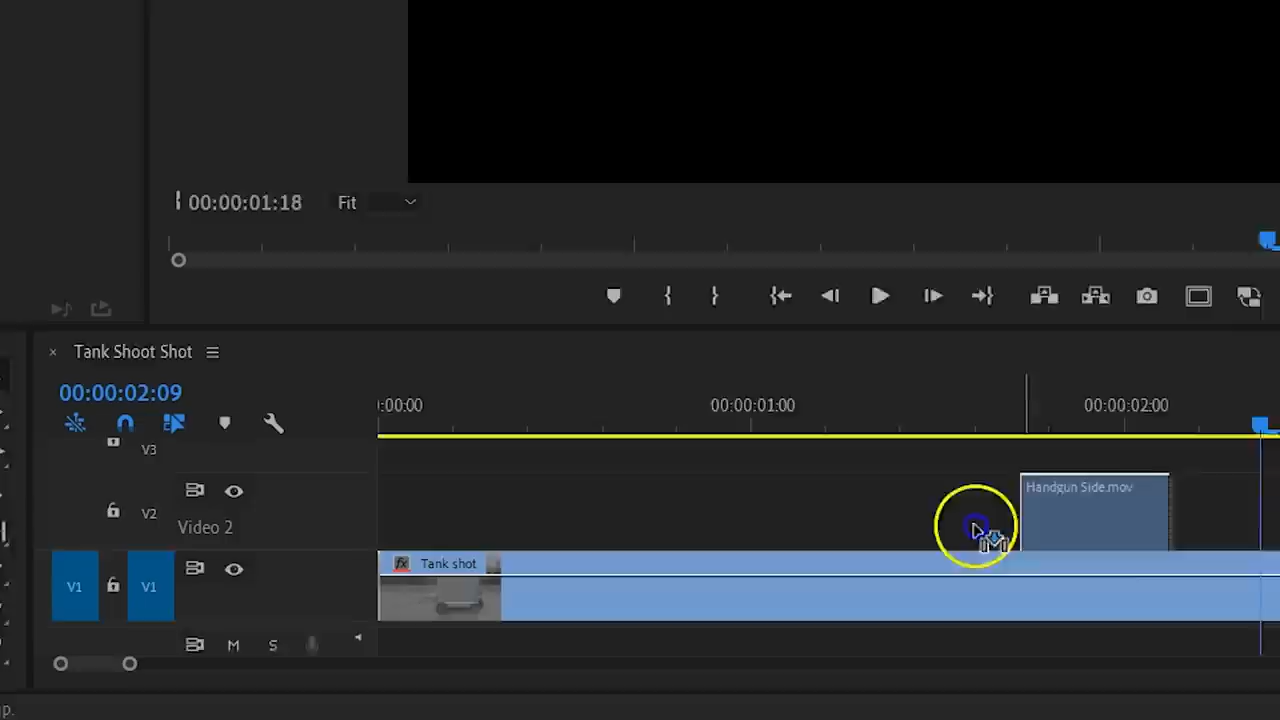 00:00:01:18 Fit
Tank Shoot Shot
00:00:02:09
:00:00 00:00:01:00 00:00:02:00
V3
Handgun Side.mov
V2
Video 2
fx Tank shot
V1 V1
M S